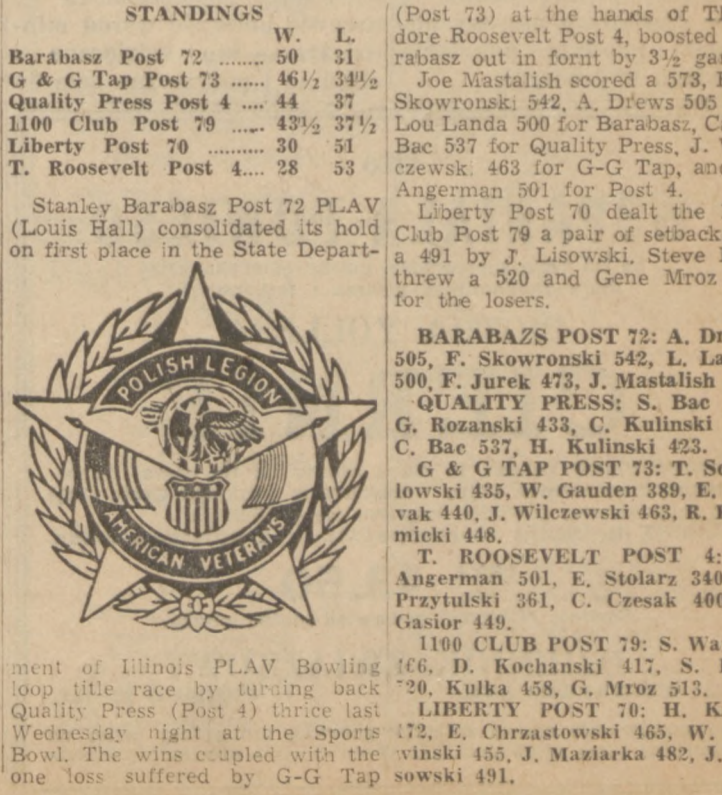 STANDINGS
W. L.
Barabasz Post 72 ........ 50 31
G & G Tap Post 73 ...... 46½ 34½
Quality Press Post 4 .... 44 37
1100 Club Post 79 ...... 43½ 37½
Liberty Post 70 .......... 30 51
T. Roosevelt Post 4.... 28 53
Stanley Barabasz Post 72 PLAV
(Louis Hall) consolidated its hold
on first place in the State Depart-
POLISH LEGION
AMERICAN VETERANS
ment of Illinois PLAV Bowling
loop title race by turning back
Quality Press (Post 4) thrice last
Wednesday night at the Sports
Bowl. The wins coupled with the
one loss suffered by G-G Tap
(Post 73) at the hands of
dore Roosevelt Post 4, boosted
rabasz out in fornt by 3½
Joe Mastalish scored a 573,
Skowronski 542, A. Drews 505
Lou Landa 500 for Barabasz,
Bac 537 for Quality Press, J.
czewski 463 for G-G Tap,
Angerman 501 for Post 4.
Liberty Post 70 dealt the
Club Post 79 a pair of setback
a 491 by J. Lisowski. Steve
threw a 520 and Gene Mroz
for the losers.
BARABAZS POST 72: A.
505, F. Skowronski 542, L.
500, F. Jurek 473, J. Mastalish
QUALITY PRESS: S. Bac
G. Rozanski 433, C. Kulinski
C. Bac 537, H. Kulinski 423.
G & G TAP POST 73: T.
lowski 435, W. Gauden 389, E.
vak 440, J. Wilczewski 463, R.
micki 448.
T. ROOSEVELT POST 4:
Angerman 501, E. Stolarz 340
Przytulski 361, C. Czesak 400
Gasior 449.
1100 CLUB POST 79: S.
D. Kochanski 417, S.
Kulka 458, G. Mroz 513.
LIBERTY POST 70: H.
E. Chrzastowski 465, W.
winski 455, J. Maziarka 482, J.
sowski 491.